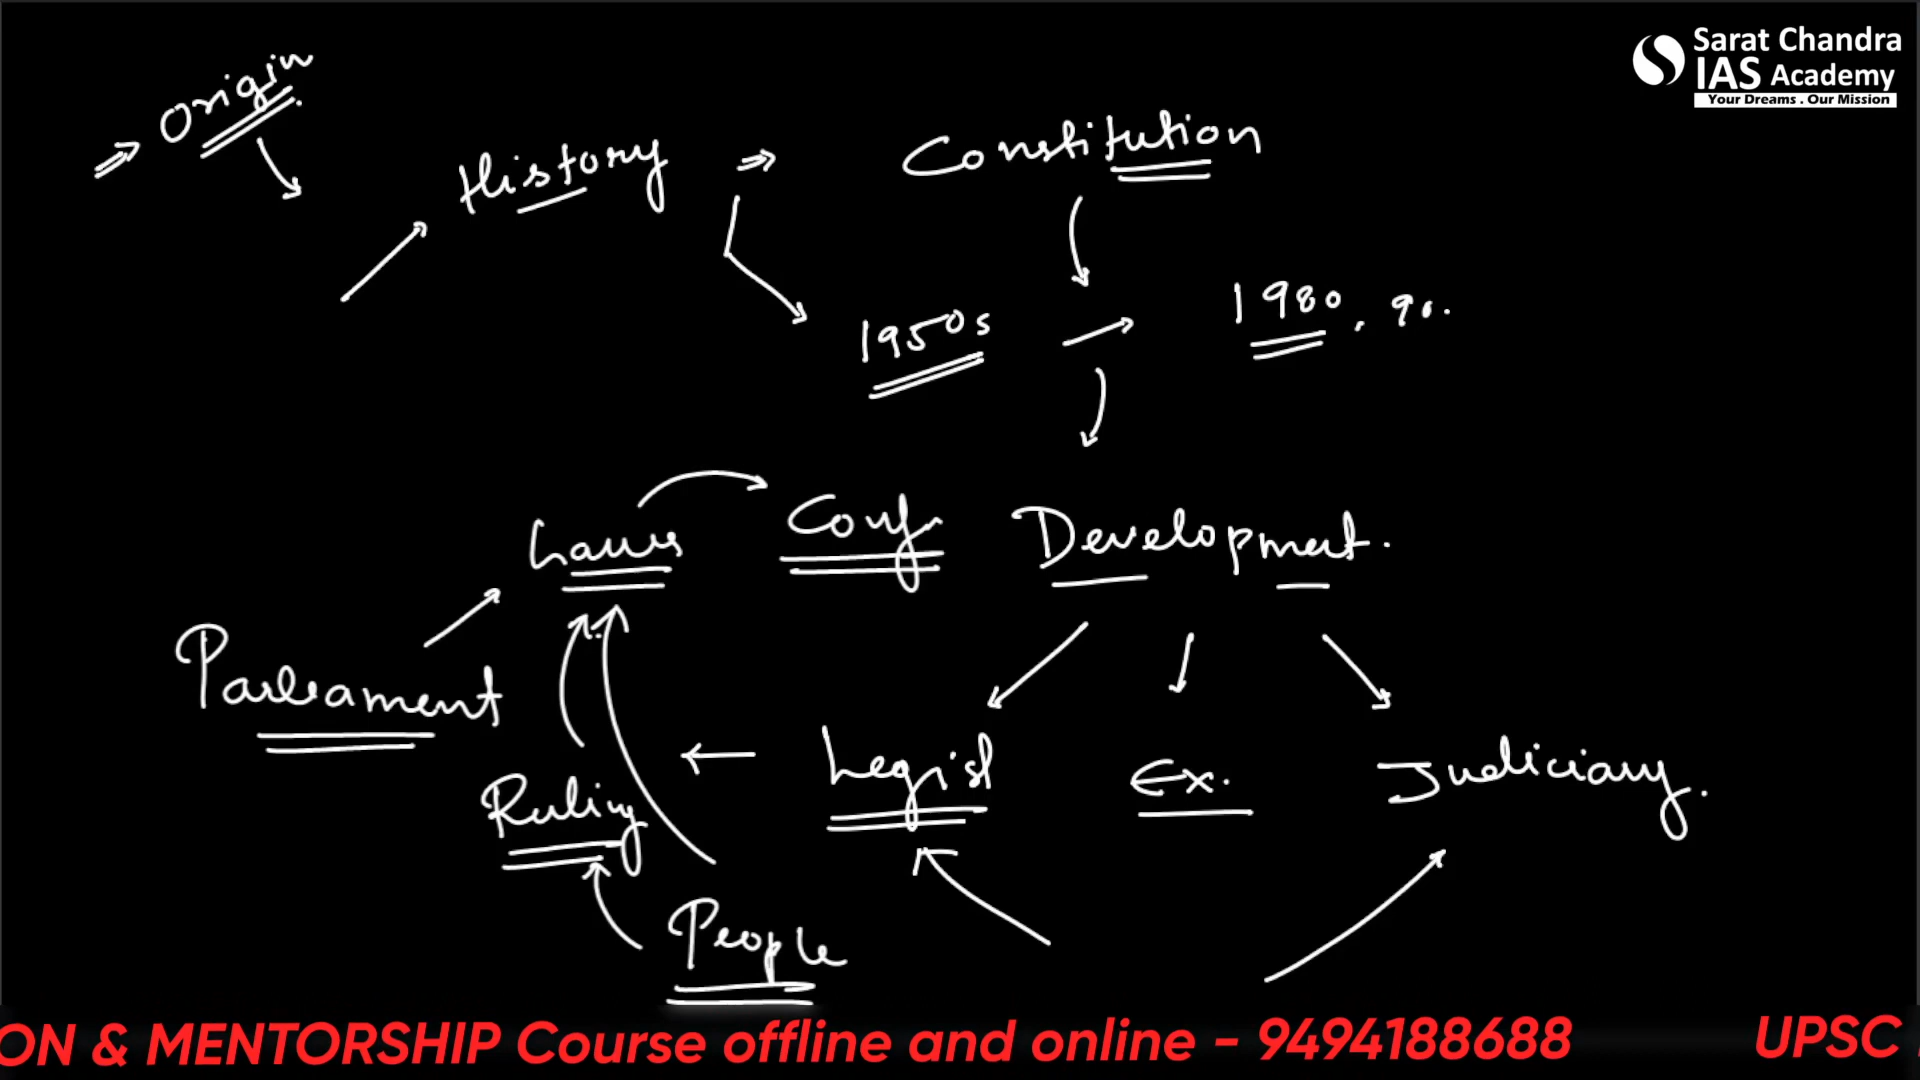 Sarat Chandra
IAS Academy
Your Dreams . Our Mission
⇒ Origin
History ⇒ Constitution
1950s → 1980, 90.
Laws Conf Development.
Parliament
Legisl Ex. Judiciary.
Ruling
People
ON & MENTORSHIP Course offline and online - 9494188688 UPSC